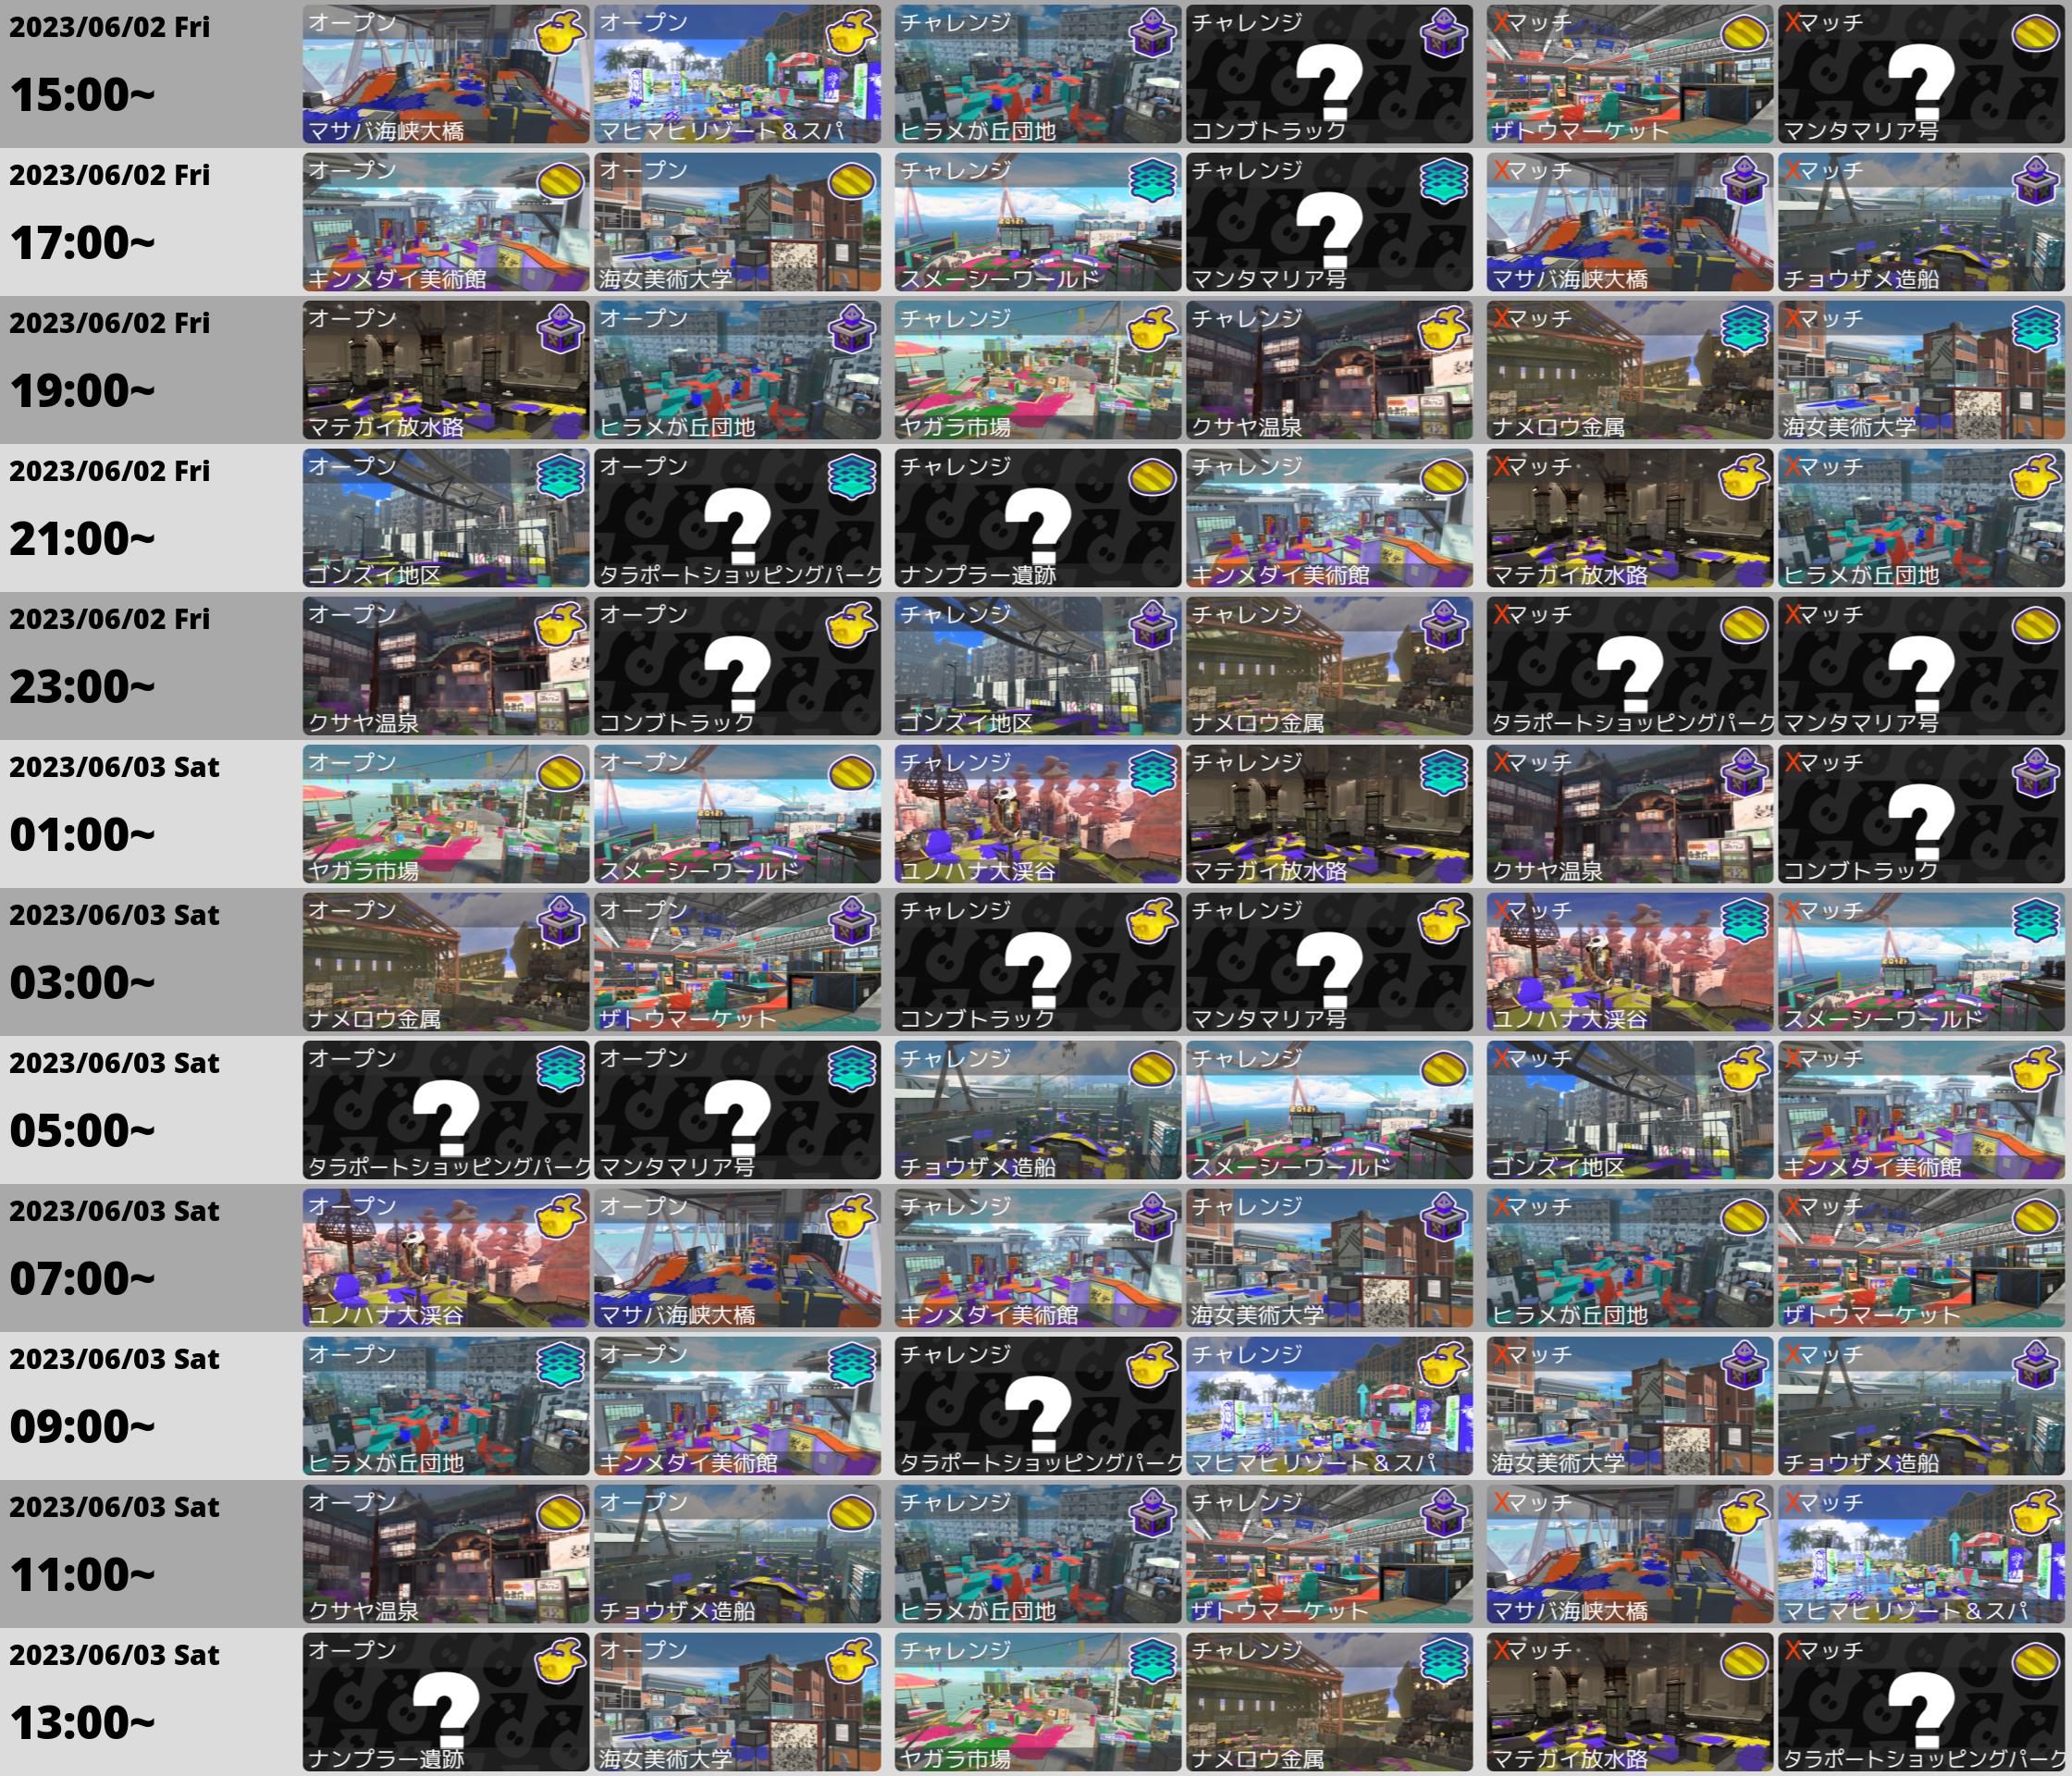 2023/06/02 Fri
15:00~
オープン
マサバ海峡大橋
オープン
マヒマヒリゾート＆スパ
チャレンジ
ヒラメが丘団地
チャレンジ
?
コンブトラック
Xマッチ
ザトウマーケット
Xマッチ
?
マンタマリア号
2023/06/02 Fri
17:00~
オープン
キンメダイ美術館
オープン
海女美術大学
チャレンジ
スメーシーワールド
チャレンジ
?
マンタマリア号
Xマッチ
マサバ海峡大橋
Xマッチ
チョウザメ造船
2023/06/02 Fri
19:00~
オープン
マテガイ放水路
オープン
ヒラメが丘団地
チャレンジ
ヤガラ市場
チャレンジ
クサヤ温泉
Xマッチ
ナメロウ金属
Xマッチ
海女美術大学
2023/06/02 Fri
21:00~
オープン
ゴンズイ地区
オープン
?
タラポートショッピングパーク
チャレンジ
?
ナンプラー遺跡
チャレンジ
キンメダイ美術館
Xマッチ
マテガイ放水路
Xマッチ
ヒラメが丘団地
2023/06/02 Fri
23:00~
オープン
クサヤ温泉
オープン
?
コンブトラック
チャレンジ
ゴンズイ地区
チャレンジ
ナメロウ金属
Xマッチ
?
タラポートショッピングパーク
Xマッチ
?
マンタマリア号
2023/06/03 Sat
01:00~
オープン
ヤガラ市場
オープン
スメーシーワールド
チャレンジ
ユノハナ大渓谷
チャレンジ
マテガイ放水路
Xマッチ
クサヤ温泉
Xマッチ
?
コンブトラック
2023/06/03 Sat
03:00~
オープン
ナメロウ金属
オープン
ザトウマーケット
チャレンジ
?
コンブトラック
チャレンジ
?
マンタマリア号
Xマッチ
ユノハナ大渓谷
Xマッチ
スメーシーワールド
2023/06/03 Sat
05:00~
オープン
?
タラポートショッピングパーク
オープン
?
マンタマリア号
チャレンジ
チョウザメ造船
チャレンジ
スメーシーワールド
Xマッチ
ゴンズイ地区
Xマッチ
キンメダイ美術館
2023/06/03 Sat
07:00~
オープン
ユノハナ大渓谷
オープン
マサバ海峡大橋
チャレンジ
キンメダイ美術館
チャレンジ
海女美術大学
Xマッチ
ヒラメが丘団地
Xマッチ
ザトウマーケット
2023/06/03 Sat
09:00~
オープン
ヒラメが丘団地
オープン
キンメダイ美術館
チャレンジ
?
タラポートショッピングパーク
チャレンジ
マヒマヒリゾート＆スパ
Xマッチ
海女美術大学
Xマッチ
チョウザメ造船
2023/06/03 Sat
11:00~
オープン
クサヤ温泉
オープン
チョウザメ造船
チャレンジ
ヒラメが丘団地
チャレンジ
ザトウマーケット
Xマッチ
マサバ海峡大橋
Xマッチ
マヒマヒリゾート＆スパ
2023/06/03 Sat
13:00~
オープン
?
ナンプラー遺跡
オープン
海女美術大学
チャレンジ
ヤガラ市場
チャレンジ
ナメロウ金属
Xマッチ
マテガイ放水路
Xマッチ
?
タラポートショッピングパーク